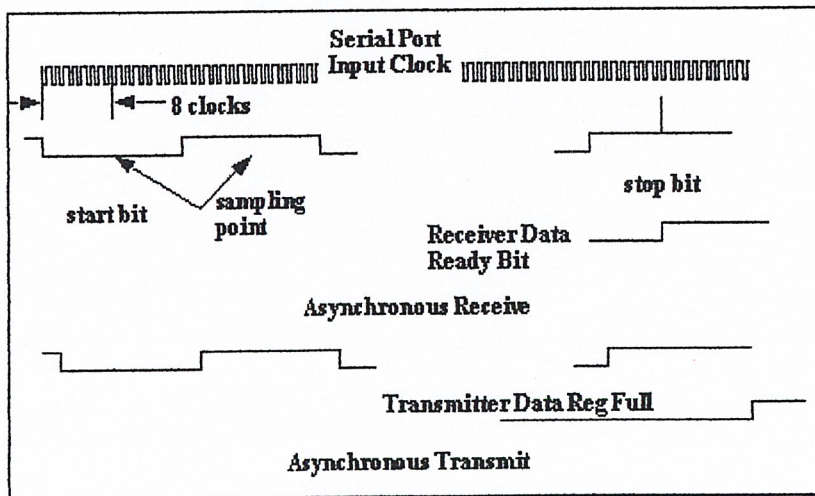 Serial Port
Input Clock
8 clocks
start bit
sampling
point
stop bit
Receiver Data
Ready Bit
Asynchronous Receive
Transmitter Data Reg Full
Asynchronous Transmit